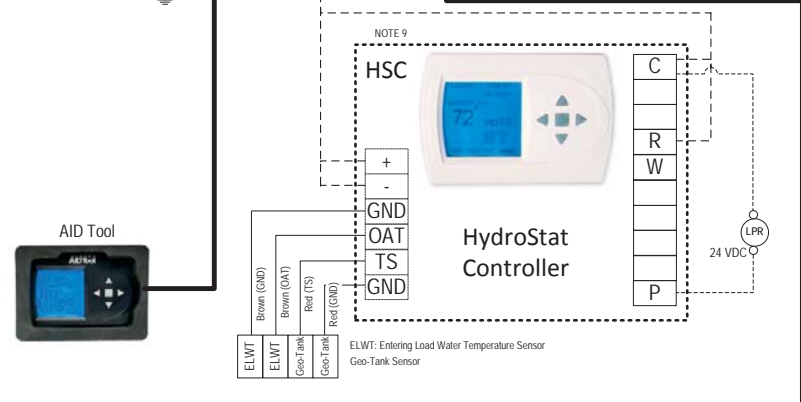 NOTE 9
HSC
C
R
W
P
+
-
GND
OAT
TS
GND
72
AUTO
HydroStat
Controller
LPR
24 VDC
AID Tool
AID Tool
Brown (GND)
Brown (OAT)
Red (TS)
Red (GND)
ELWT
ELWT
Geo-Tank
Geo-Tank
ELWT: Entering Load Water Temperature Sensor
Geo-Tank Sensor